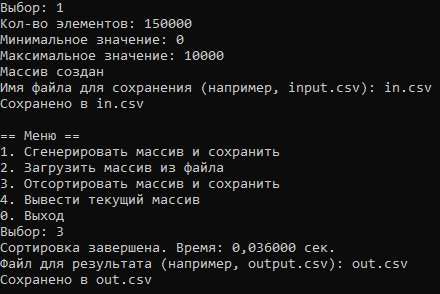 Выбор: 1
Кол-во элементов: 150000
Минимальное значение: 0
Максимальное значение: 10000
Массив создан
Имя файла для сохранения (например, input.csv): in.csv
Сохранено в in.csv
== Меню ==
1. Сгенерировать массив и сохранить
2. Загрузить массив из файла
3. Отсортировать массив и сохранить
4. Вывести текущий массив
0. Выход
Выбор: 3
Сортировка завершена. Время: 0,036000 сек.
Файл для результата (например, output.csv): out.csv
Сохранено в out.csv